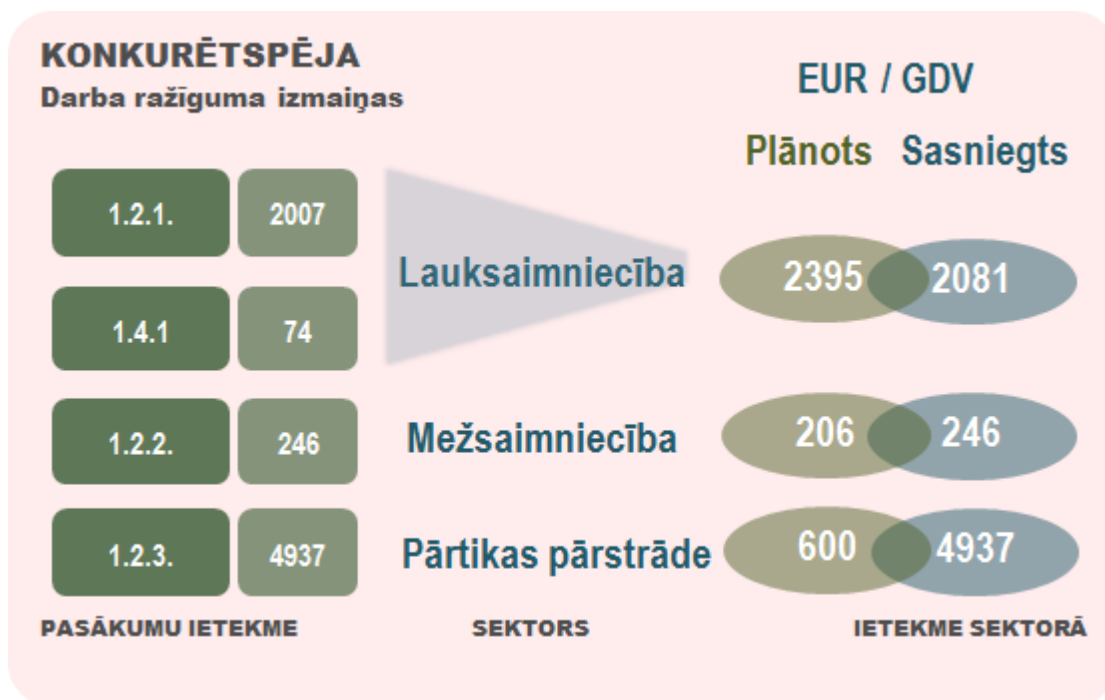 KONKURĒTSPĒJA
Darba ražīguma izmaiņas
EUR / GDV
Plānots Sasniegts
1.2.1. 2007
Lauksaimniecība 2395 2081
1.4.1 74
1.2.2. 246 Mežsaimniecība 206 246
1.2.3. 4937 Pārtikas pārstrāde 600 4937
PASĀKUMU IETEKME SEKTORS IETEKME SEKTORĀ